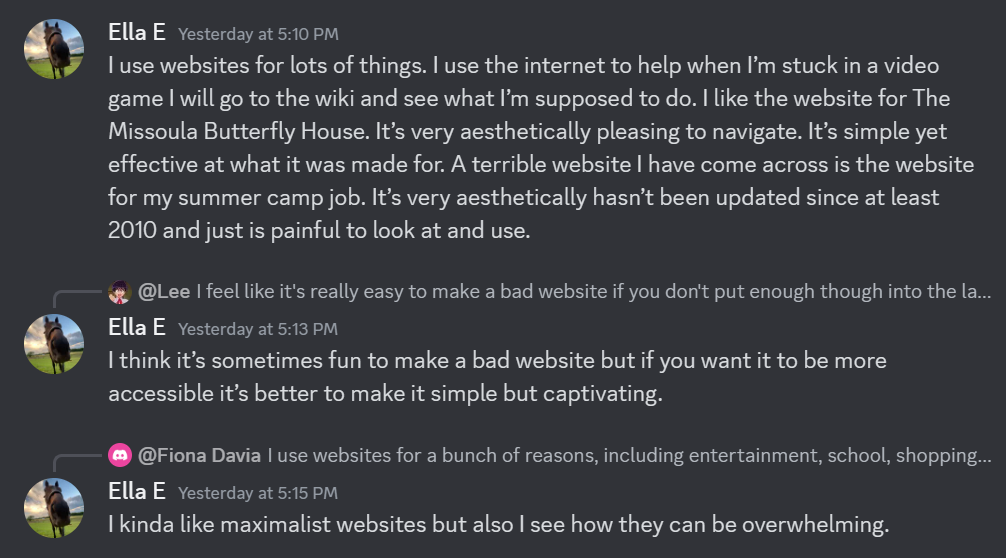 Ella E Yesterday at 5:10 PM
I use websites for lots of things. I use the internet to help when I’m stuck in a video
game I will go to the wiki and see what I’m supposed to do. I like the website for The
Missoula Butterfly House. It’s very aesthetically pleasing to navigate. It’s simple yet
effective at what it was made for. A terrible website I have come across is the website
for my summer camp job. It’s very aesthetically hasn’t been updated since at least
2010 and just is painful to look at and use.
@Lee I feel like it's really easy to make a bad website if you don't put enough though into the la...
Ella E Yesterday at 5:13 PM
I think it’s sometimes fun to make a bad website but if you want it to be more
accessible it’s better to make it simple but captivating.
@Fiona Davia I use websites for a bunch of reasons, including entertainment, school, shopping...
Ella E Yesterday at 5:15 PM
I kinda like maximalist websites but also I see how they can be overwhelming.